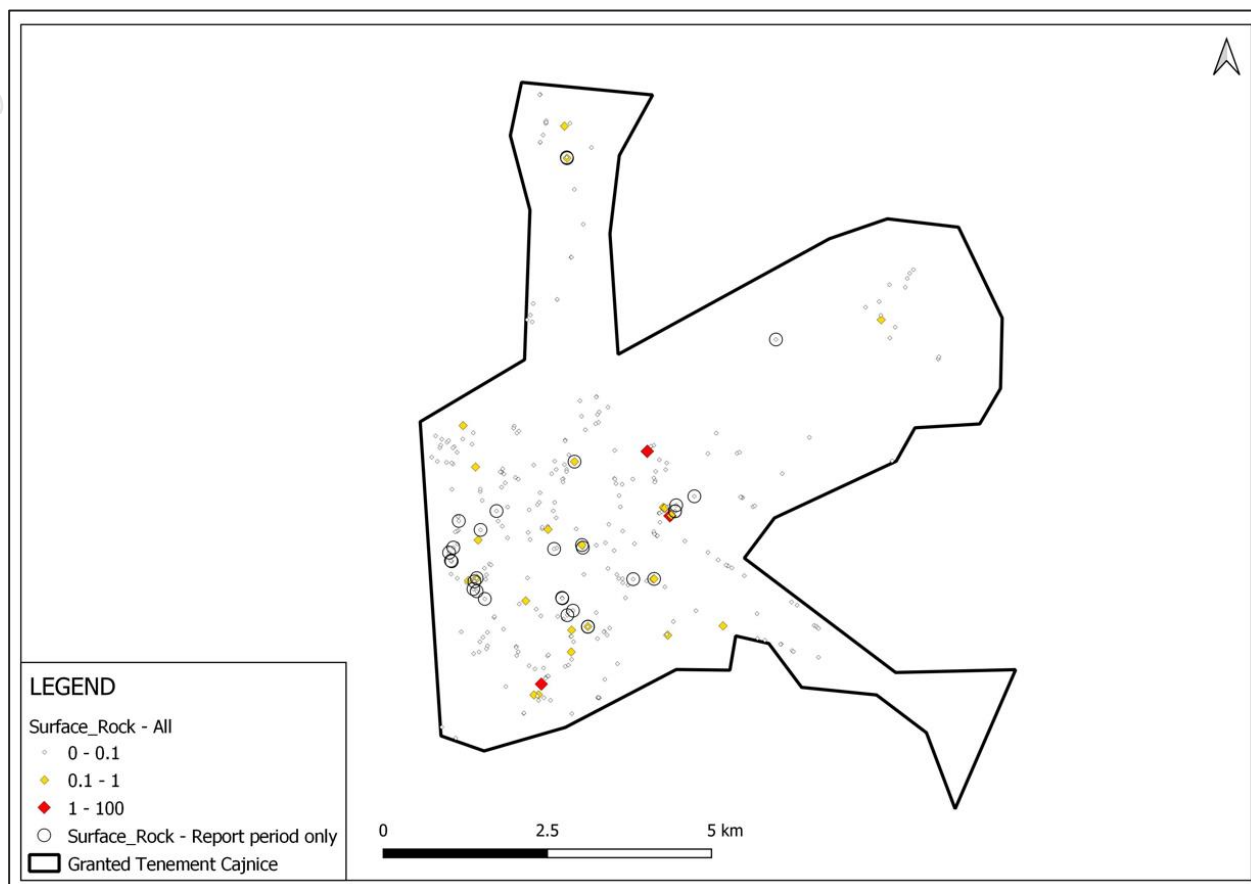 LEGEND
Surface_Rock - All
0 - 0.1
0.1 - 1
1 - 100
Surface_Rock - Report period only
Granted Tenement Cajnice
0 2.5 5 km